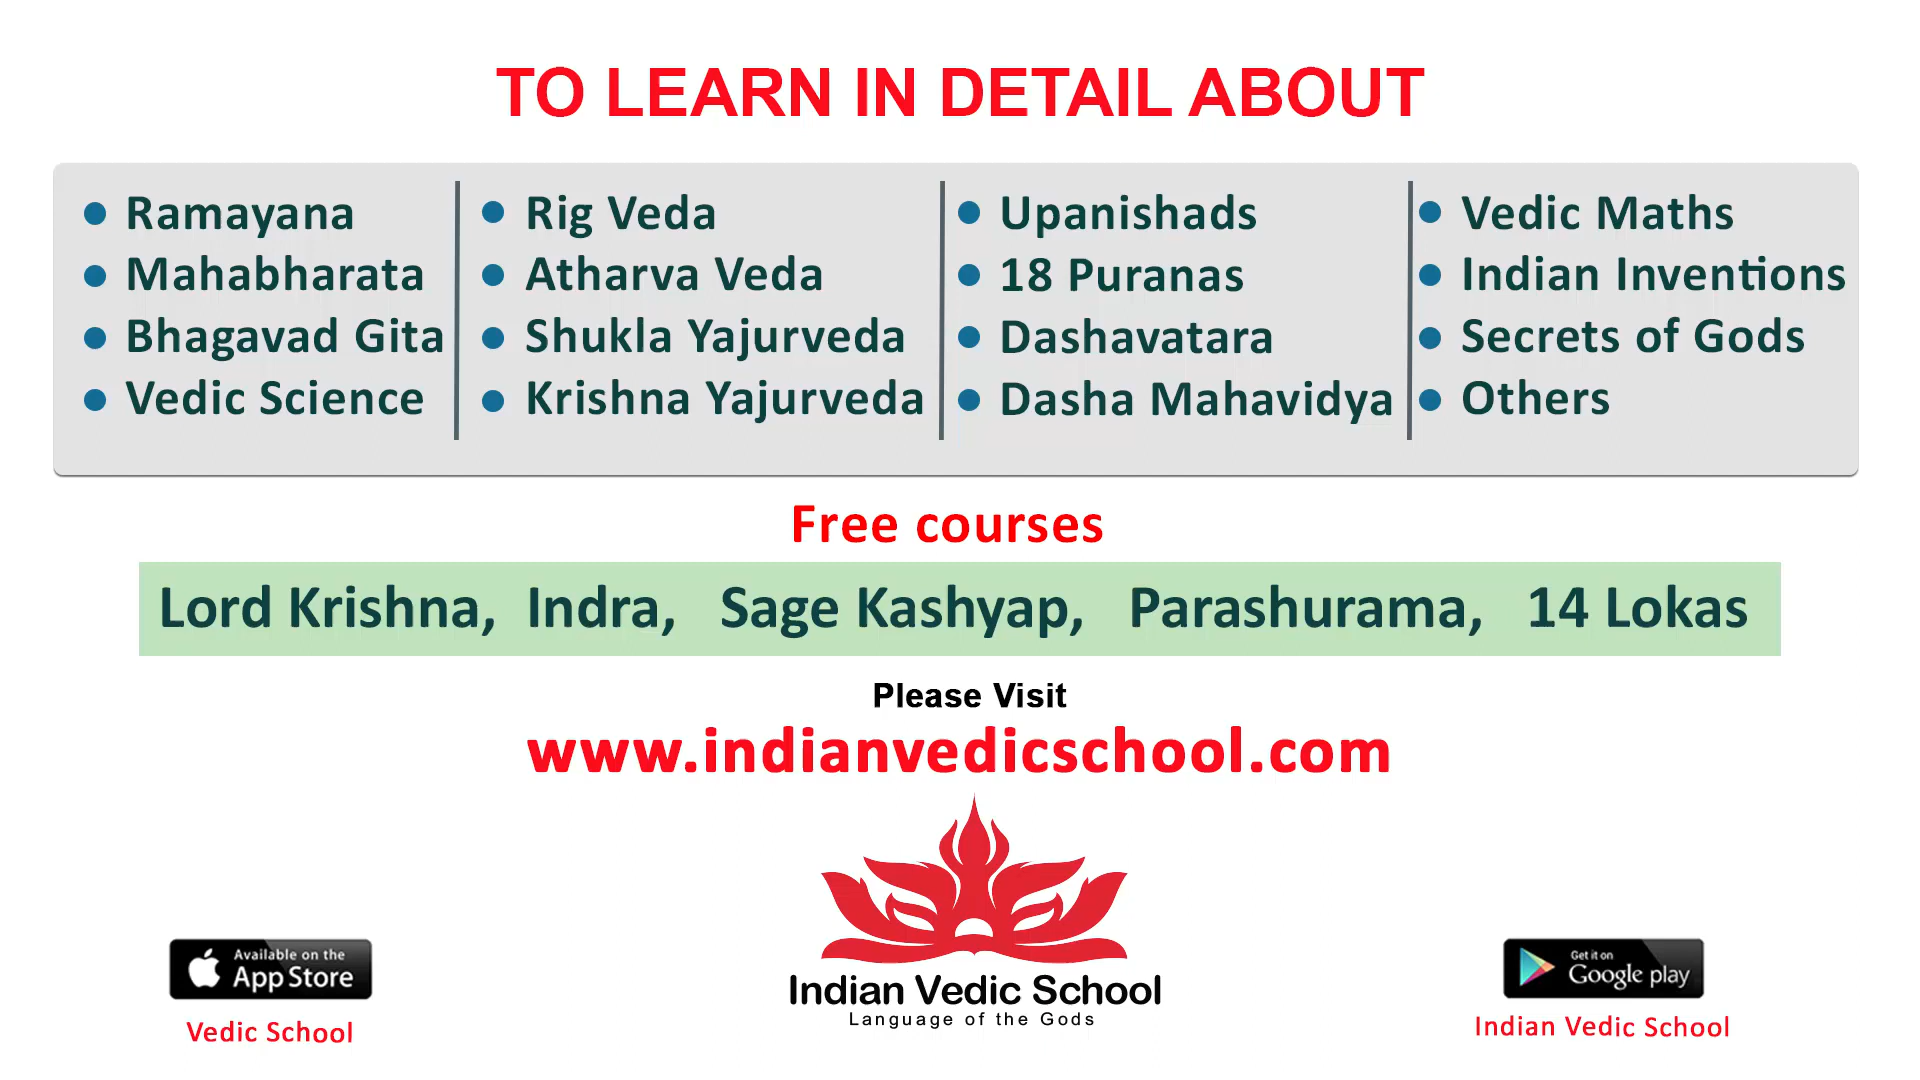 TO LEARN IN DETAIL ABOUT
Ramayana
Mahabharata
Bhagavad Gita
Vedic Science
Rig Veda
Atharva Veda
Shukla Yajurveda
Krishna Yajurveda
Upanishads
18 Puranas
Dashavatara
Dasha Mahavidya
Vedic Maths
Indian Inventions
Secrets of Gods
Others
Free courses
Lord Krishna, Indra, Sage Kashyap, Parashurama, 14 Lokas
Please Visit
www.indianvedicschool.com
Available on the
App Store
Vedic School
Indian Vedic School
Language of the Gods
Get it on
Google play
Indian Vedic School